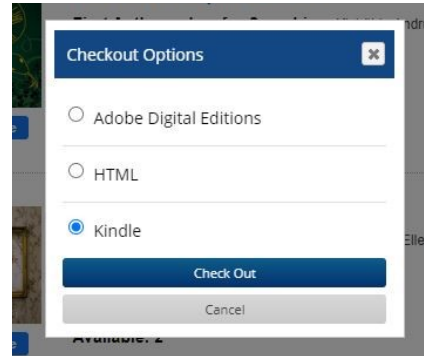 Checkout Options
Adobe Digital Editions
HTML
Kindle
Check Out
Cancel
Available: 2